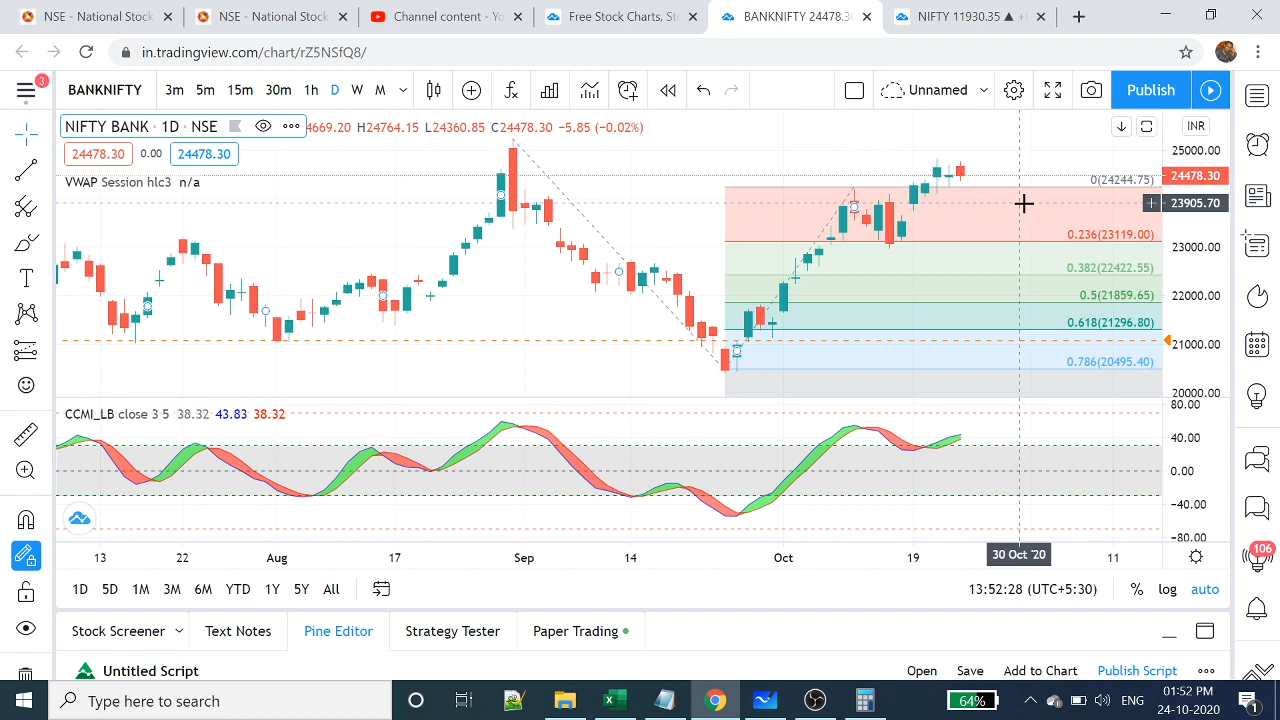 NSE - National Stock
NSE - National Stock
Channel content - Yo
Free Stock Charts, St
BANKNIFTY 24478.30
NIFTY 11930.35 ▲ +
in.tradingview.com/chart/rZ5NSfQ8/
3
BANKNIFTY 3m 5m 15m 30m 1h D W M Unnamed Publish
NIFTY BANK · 1D · NSE 4669.20 H24764.15 L24360.85 C24478.30 -5.85 (-0.02%)
INR
24478.30 0.00 24478.30
VWAP Session hlc3 n/a
25000.00
24478.30
0(24244.75)
23905.70
0.236(23119.00)
23000.00
0.382(22422.55)
0.5(21859.65)
22000.00
0.618(21296.80)
21000.00
0.786(20495.40)
20000.00
CCMI_LB close 3 5 38.32 43.83 38.32
80.00
40.00
0.00
-40.00
-80.00
13 22 Aug 17 Sep 14 Oct 19 30 Oct '20 11
106
1D 5D 1M 3M 6M YTD 1Y 5Y All 13:52:28 (UTC+5:30) % log auto
Stock Screener Text Notes Pine Editor Strategy Tester Paper Trading
Untitled Script Open Save Add to Chart Publish Script
Type here to search 64% ENG 01:52 PM
24-10-2020
1